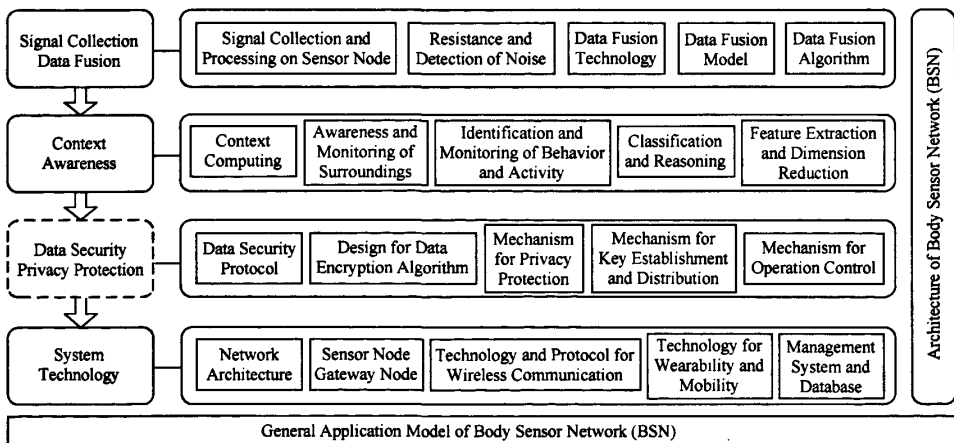 Signal Collection
Data Fusion
Signal Collection and
Processing on Sensor Node
Resistance and
Detection of Noise
Data Fusion
Technology
Data Fusion
Model
Data Fusion
Algorithm
Context
Awareness
Context
Computing
Awareness and
Monitoring of
Surroundings
Identification and
Monitoring of Behavior
and Activity
Classification
and Reasoning
Feature Extraction
and Dimension
Reduction
Data Security
Privacy Protection
Data Security
Protocol
Design for Data
Encryption Algorithm
Mechanism
for Privacy
Protection
Mechanism for
Key Establishment
and Distribution
Mechanism for
Operation Control
System
Technology
Network
Architecture
Sensor Node
Gateway Node
Technology and Protocol for
Wireless Communication
Technology for
Wearability and
Mobility
Management
System and
Database
Architecture of Body Sensor Network (BSN)
General Application Model of Body Sensor Network (BSN)